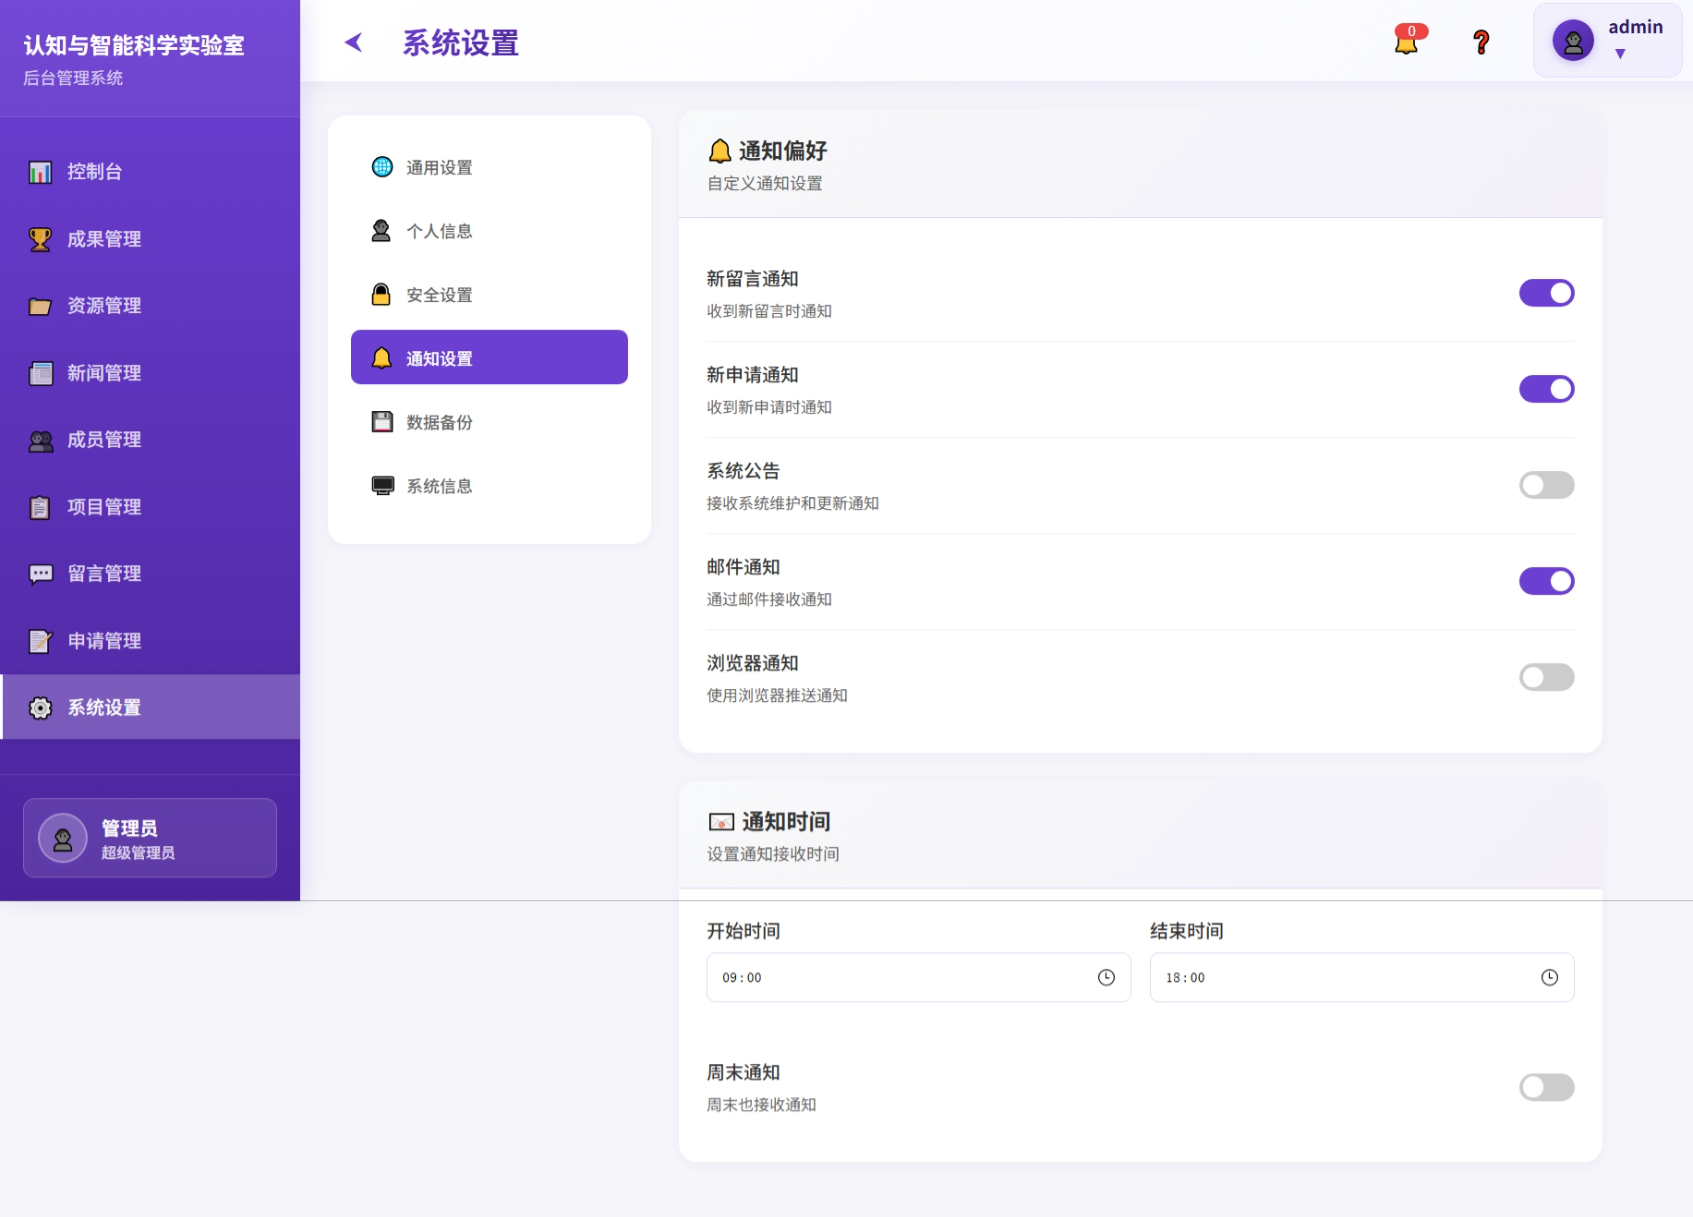 认知与智能科学实验室
后台管理系统
控制台
成果管理
资源管理
新闻管理
成员管理
项目管理
留言管理
申请管理
系统设置
管理员
超级管理员
系统设置
0
admin
通用设置
个人信息
安全设置
通知设置
数据备份
系统信息
通知偏好
自定义通知设置
新留言通知
收到新留言时通知
新申请通知
收到新申请时通知
系统公告
接收系统维护和更新通知
邮件通知
通过邮件接收通知
浏览器通知
使用浏览器推送通知
通知时间
设置通知接收时间
开始时间
09:00
结束时间
18:00
周末通知
周末也接收通知